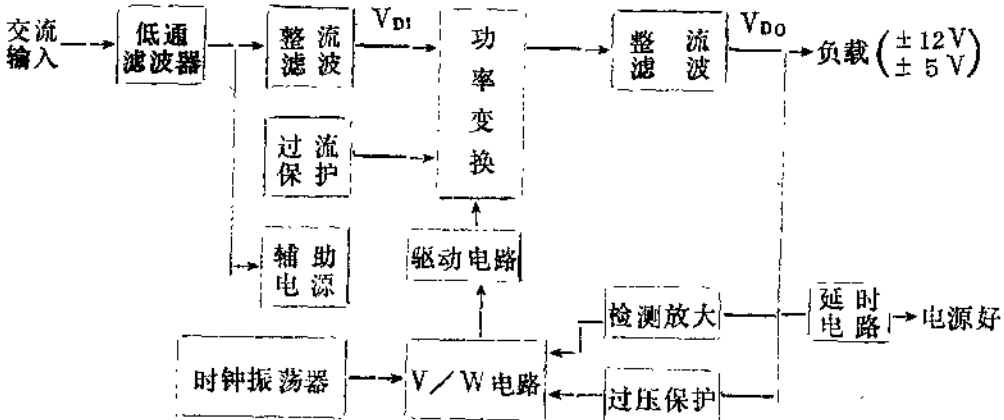 交流
输入
低通
滤波器
整流
滤波
V_DI
功
率
变
换
整流
滤波
V_DO
负载(±12V
±5V)
过流
保护
辅助
电源
驱动电路
检测放大
延时
电路
电源好
时钟振荡器
V/W电路
过压保护